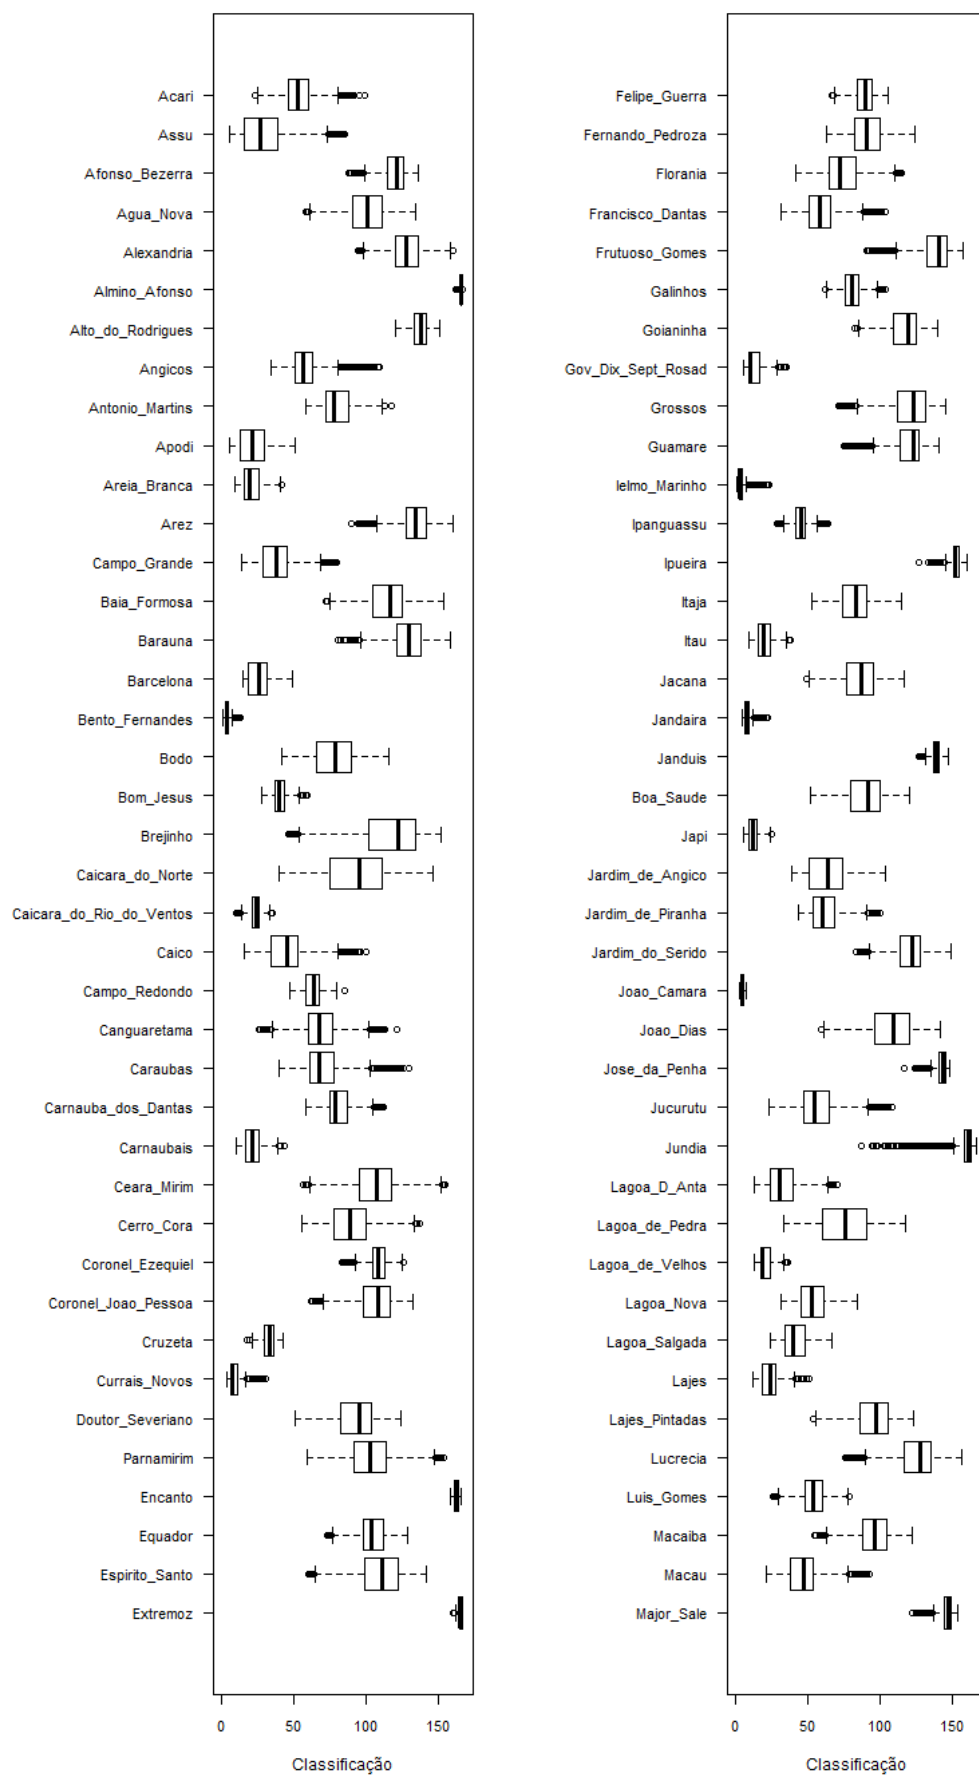 Acari
Assu
Afonso_Bezerra
Agua_Nova
Alexandria
Almino_Afonso
Alto_do_Rodrigues
Angicos
Antonio_Martins
Apodi
Areia_Branca
Arez
Campo_Grande
Baia_Formosa
Barauna
Barcelona
Bento_Fernandes
Bodo
Bom_Jesus
Brejinho
Caicara_do_Norte
Caicara_do_Rio_do_Ventos
Caico
Campo_Redondo
Canguaretama
Caraubas
Carnauba_dos_Dantas
Carnaubais
Ceara_Mirim
Cerro_Cora
Coronel_Ezequiel
Coronel_Joao_Pessoa
Cruzeta
Currais_Novos
Doutor_Severiano
Parnamirim
Encanto
Equador
Espirito_Santo
Extremoz
0 50 100 150
Classificação
Felipe_Guerra
Fernando_Pedroza
Florania
Francisco_Dantas
Frutuoso_Gomes
Galinhos
Goianinha
Gov_Dix_Sept_Rosad
Grossos
Guamare
Ielmo_Marinho
Ipanguassu
Ipueira
Itaja
Itau
Jacana
Jandaira
Janduis
Boa_Saude
Japi
Jardim_de_Angico
Jardim_de_Piranha
Jardim_do_Serido
Joao_Camara
Joao_Dias
Jose_da_Penha
Jucurutu
Jundia
Lagoa_D_Anta
Lagoa_de_Pedra
Lagoa_de_Velhos
Lagoa_Nova
Lagoa_Salgada
Lajes
Lajes_Pintadas
Lucrecia
Luis_Gomes
Macaiba
Macau
Major_Sale
0 50 100 150
Classificação